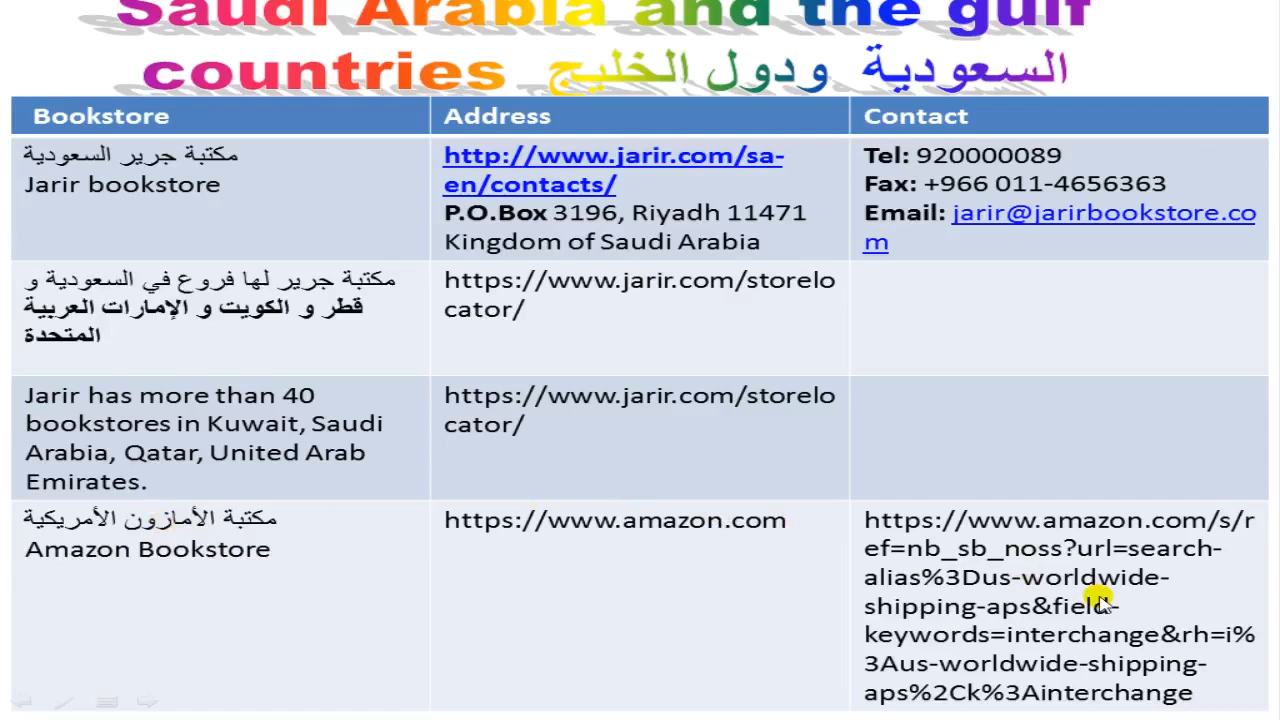 Saudi Arabia and the gulf
countries السعودية ودول الخليج
Bookstore
Address
Contact
مكتبة جرير السعودية
Jarir bookstore
http://www.jarir.com/sa-
en/contacts/
P.O.Box 3196, Riyadh 11471
Kingdom of Saudi Arabia
Tel: 920000089
Fax: +966 011-4656363
Email: jarir@jarirbookstore.co
m
مكتبة جرير لها فروع في السعودية و
قطر و الكويت و الإمارات العربية
المتحدة
https://www.jarir.com/storelo
cator/
Jarir has more than 40
bookstores in Kuwait, Saudi
Arabia, Qatar, United Arab
Emirates.
https://www.jarir.com/storelo
cator/
مكتبة الأمازون الأمريكية
Amazon Bookstore
https://www.amazon.com
https://www.amazon.com/s/r
ef=nb_sb_noss?url=search-
alias%3Dus-worldwide-
shipping-aps&field-
keywords=interchange&rh=i%
3Aus-worldwide-shipping-
aps%2Ck%3Ainterchange